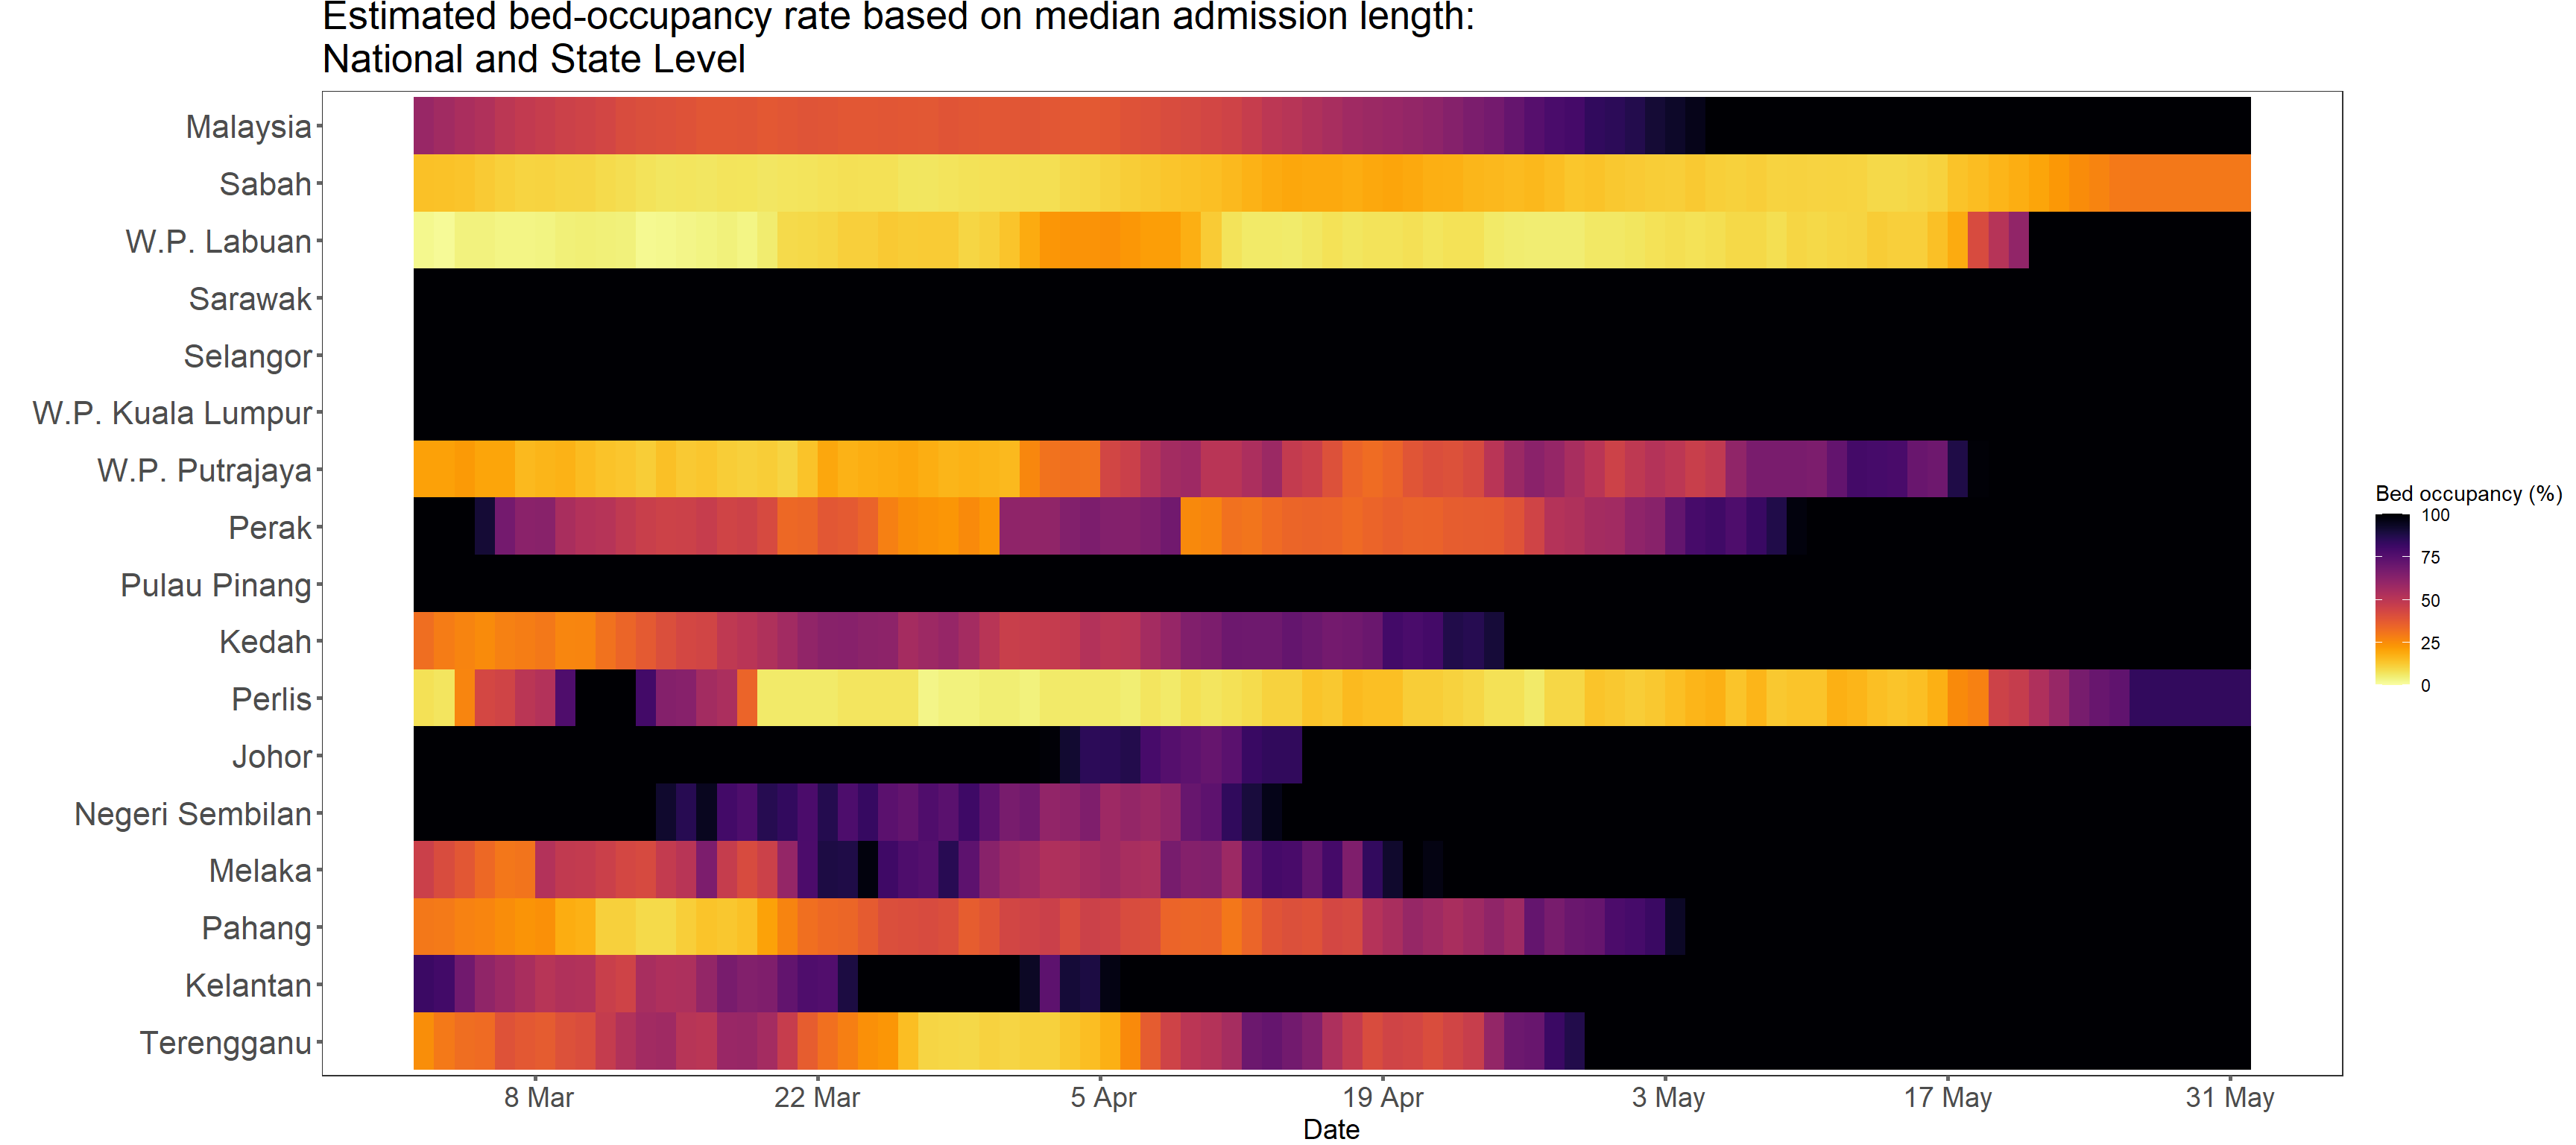 Estimated bed-occupancy rate based on median admission length:
National and State Level
Malaysia
Sabah
W.P. Labuan
Sarawak
Selangor
W.P. Kuala Lumpur
W.P. Putrajaya
Perak
Pulau Pinang
Kedah
Perlis
Johor
Negeri Sembilan
Melaka
Pahang
Kelantan
Terengganu
8 Mar
22 Mar
5 Apr
19 Apr
3 May
17 May
31 May
Date
Bed occupancy (%)
100
75
50
25
0